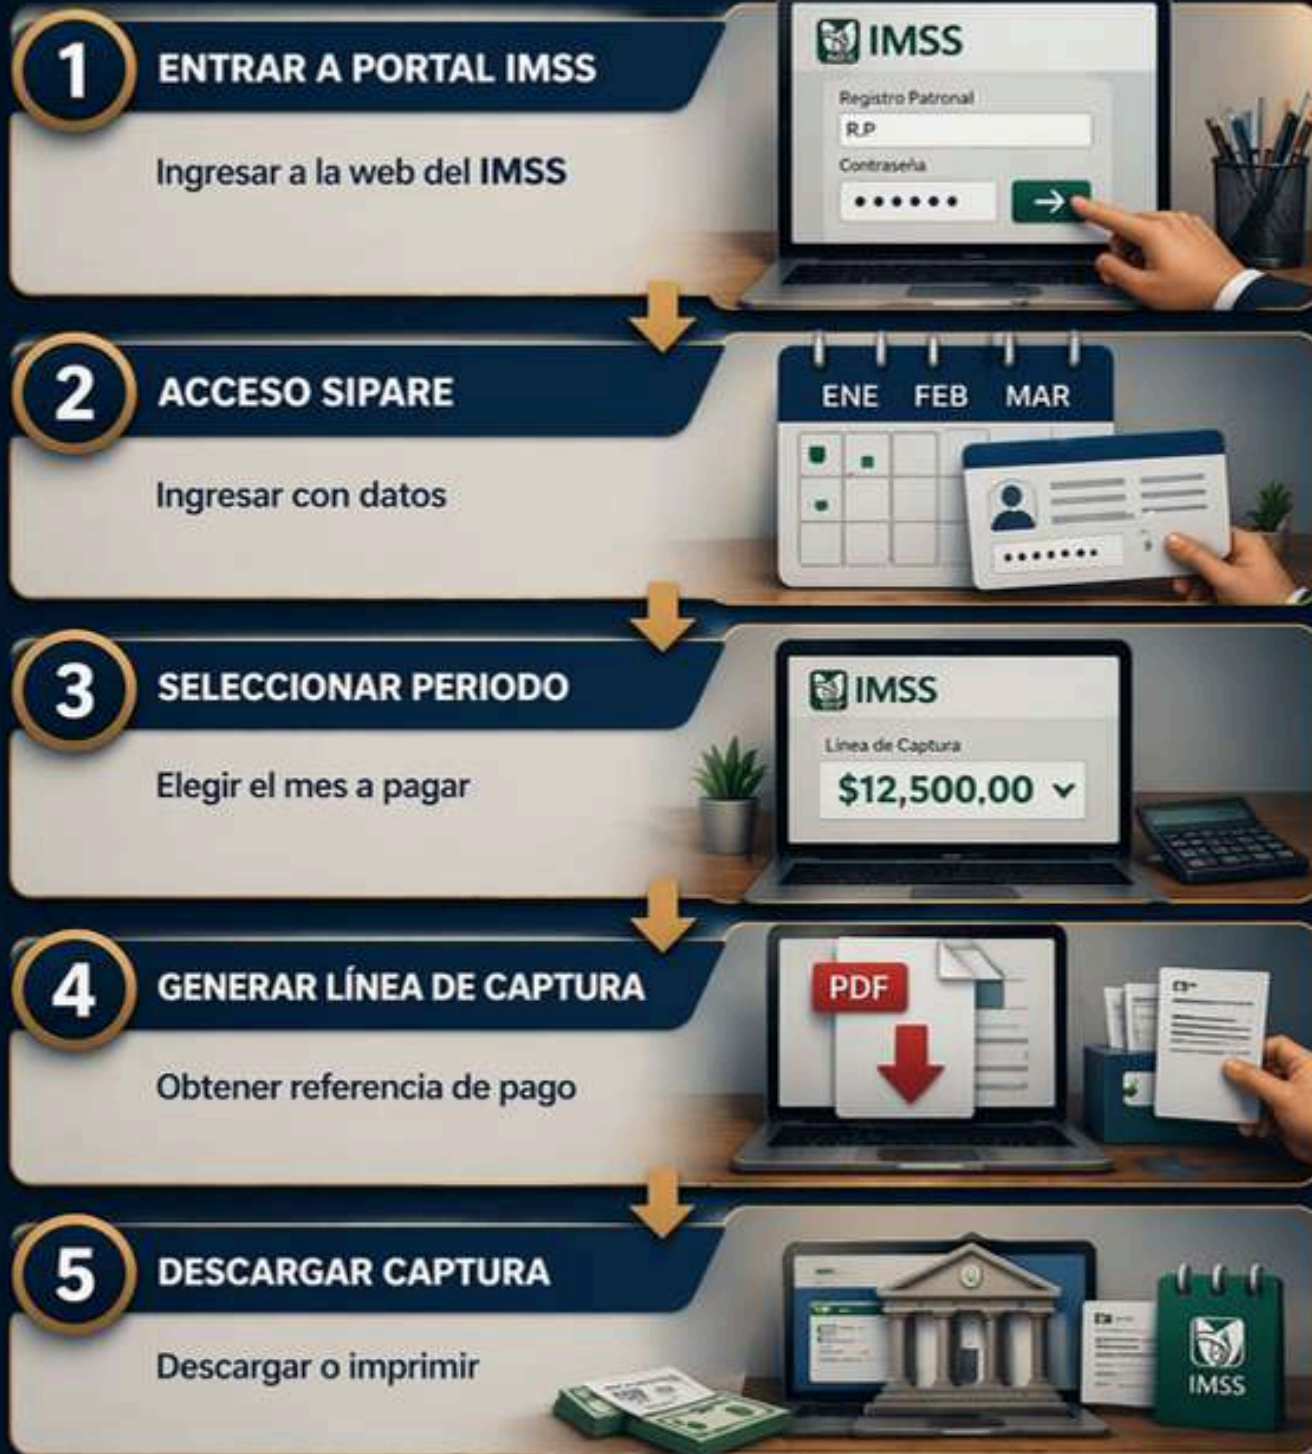 1
ENTRAR A PORTAL IMSS
Ingresar a la web del IMSS
IMSS
Registro Patronal
R.P
Contraseña
2
ACCESO SIPARE
Ingresar con datos
ENE FEB MAR
3
SELECCIONAR PERIODO
Elegir el mes a pagar
IMSS
Linea de Captura
$12,500.00
4
GENERAR LÍNEA DE CAPTURA
Obtener referencia de pago
PDF
5
DESCARGAR CAPTURA
Descargar o imprimir
IMSS